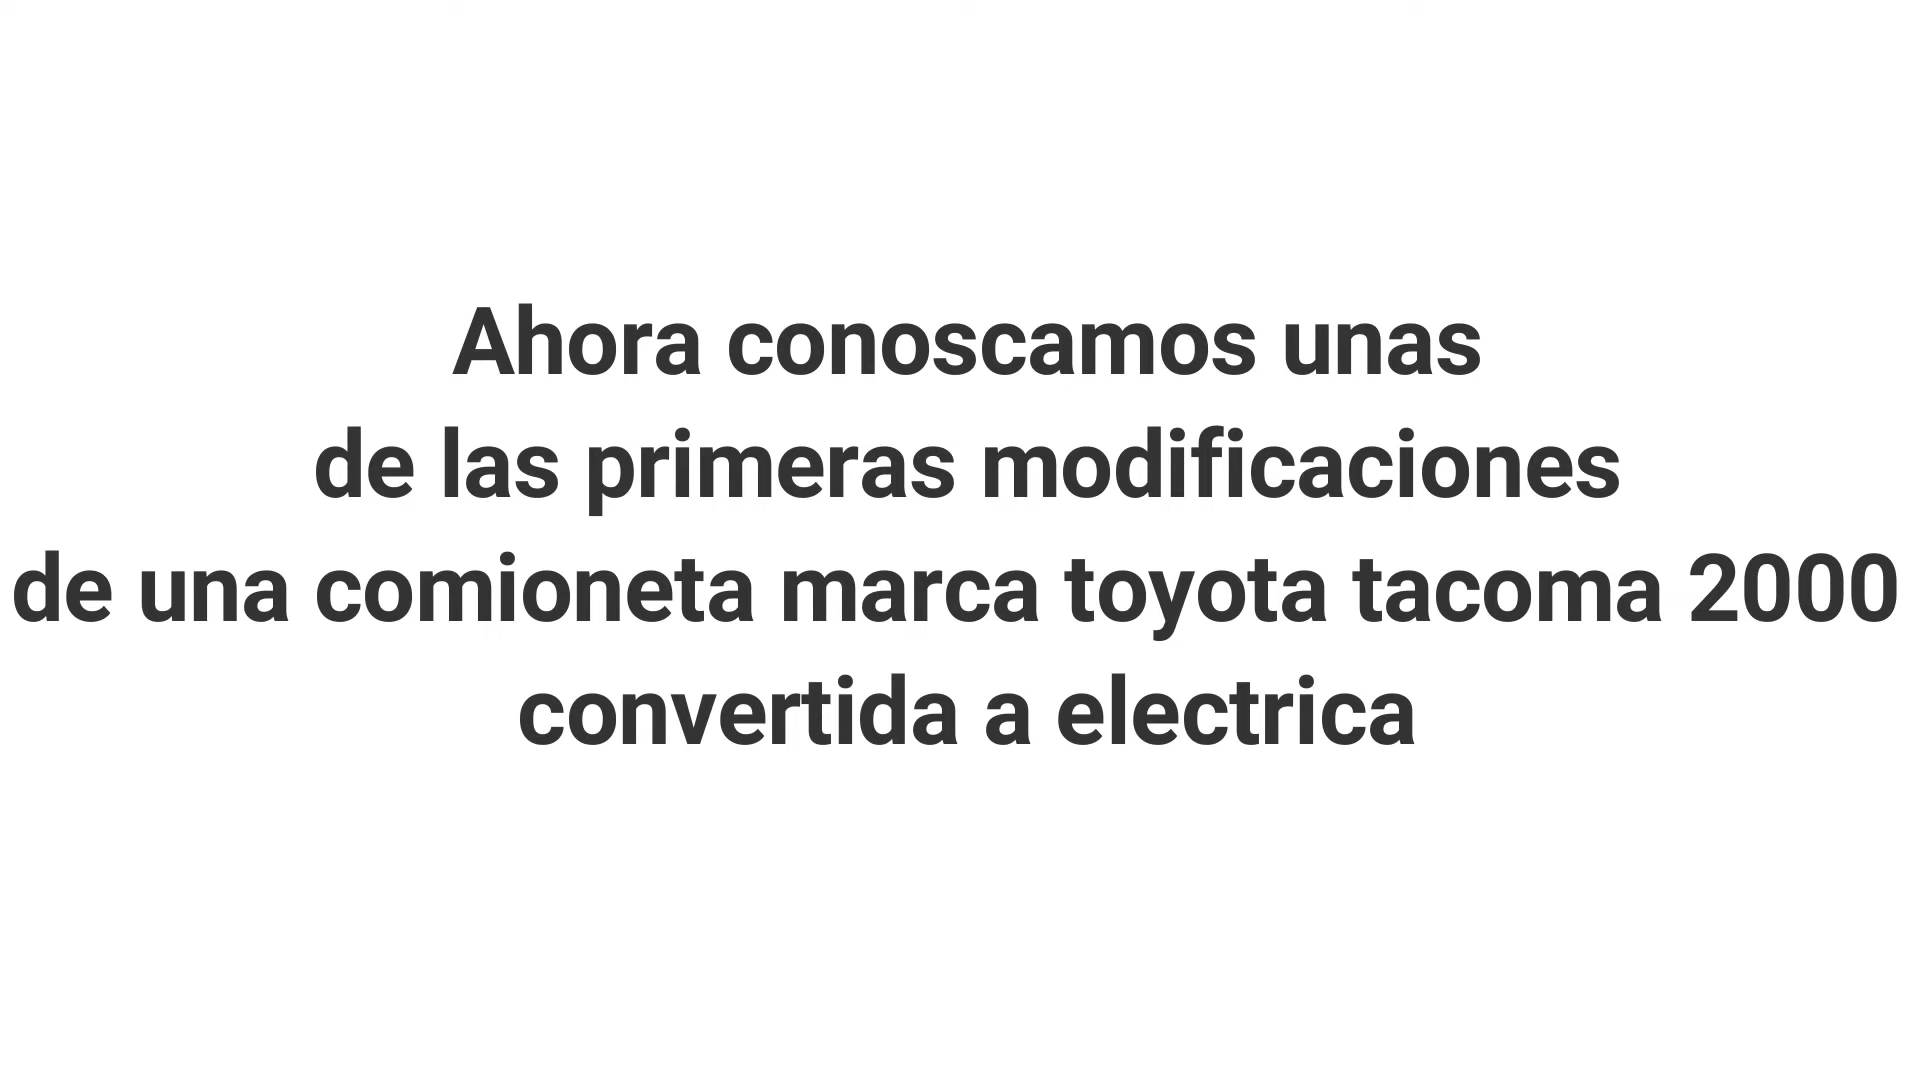 Ahora conoscamos unas
de las primeras modificaciones
de una comioneta marca toyota tacoma 2000
convertida a electrica